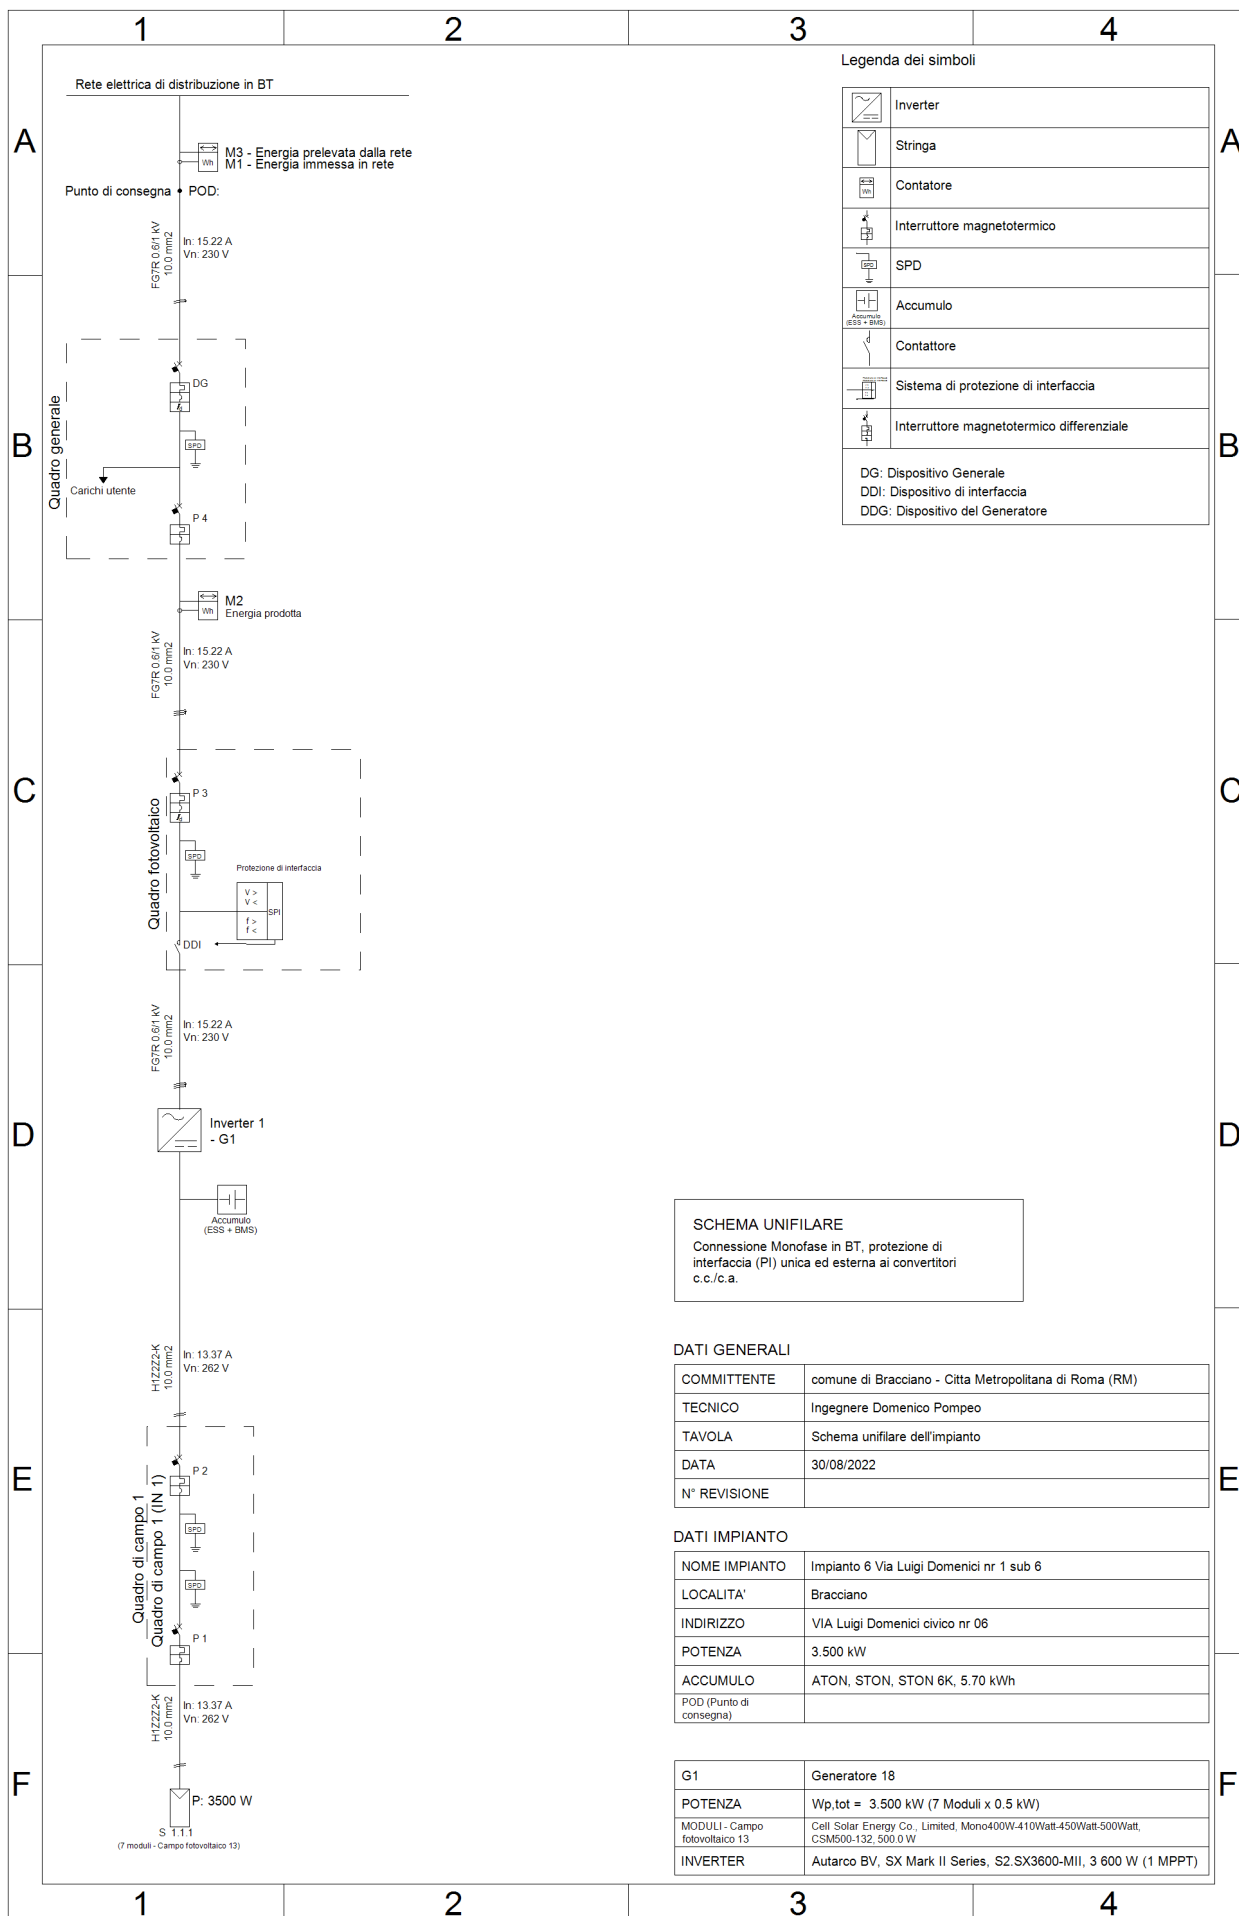 1 2 3 4
Legenda dei simboli
Rete elettrica di distribuzione in BT
Inverter
A A
Stringa
M3 - Energia prelevata dalla rete
Wh M1 - Energia immessa in rete
Contatore
Wh
Punto di consegna POD:
Interruttore magnetotermico
FG7R 0.6/1 kV
10.0 mm2
In: 15.22 A
Vn: 230 V
SPD SPD
Accumulo
Accumulo
(ESS + BMS)
Contattore
Sistema di protezione di interfaccia
Interruttore magnetotermico differenziale
DG: Dispositivo Generale
DDI: Dispositivo di interfaccia
DDG: Dispositivo del Generatore
Quadro generale
DG
B B
SPD
Carichi utente
P 4
M2
Wh Energia prodotta
FG7R 0.6/1 kV
10.0 mm2
In: 15.22 A
Vn: 230 V
C C
Quadro fotovoltaico
P 3
SPD
Protezione di interfaccia
V >
V <
SPI
f >
f <
DDI
FG7R 0.6/1 kV
10.0 mm2
In: 15.22 A
Vn: 230 V
D D
Inverter 1
- G1
Accumulo
(ESS + BMS)
SCHEMA UNIFILARE
Connessione Monofase in BT, protezione di
interfaccia (PI) unica ed esterna ai convertitori
c.c./c.a.
H1Z2Z2-K
10.0 mm2
In: 13.37 A
Vn: 262 V
DATI GENERALI
COMMITTENTE comune di Bracciano - Citta Metropolitana di Roma (RM)
TECNICO Ingegnere Domenico Pompeo
TAVOLA Schema unifilare dell'impianto
DATA 30/08/2022
N° REVISIONE
E E
Quadro di campo 1
Quadro di campo 1 (IN 1)
P 2
SPD
SPD
P 1
DATI IMPIANTO
NOME IMPIANTO Impianto 6 Via Luigi Domenici nr 1 sub 6
LOCALITA' Bracciano
INDIRIZZO VIA Luigi Domenici civico nr 06
POTENZA 3.500 kW
ACCUMULO ATON, STON, STON 6K, 5.70 kWh
POD (Punto di
consegna)
H1Z2Z2-K
10.0 mm2
In: 13.37 A
Vn: 262 V
F F
P: 3500 W
S 1.1.1
(7 moduli - Campo fotovoltaico 13)
G1 Generatore 18
POTENZA Wp,tot = 3.500 kW (7 Moduli x 0.5 kW)
MODULI - Campo
fotovoltaico 13
Cell Solar Energy Co., Limited, Mono400W-410Watt-450Watt-500Watt,
CSM500-132, 500.0 W
INVERTER Autarco BV, SX Mark II Series, S2.SX3600-MII, 3 600 W (1 MPPT)
1 2 3 4